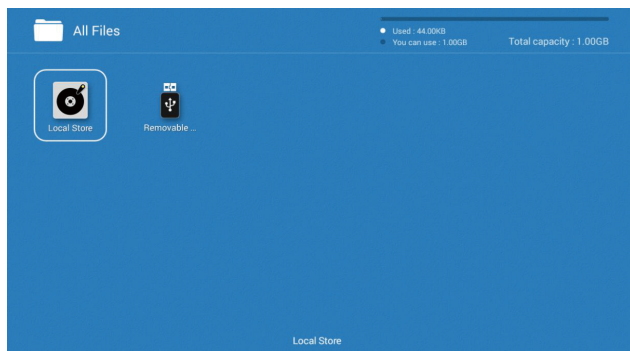 All Files
Used : 44.00KB
You can use : 1.00GB
Total capacity : 1.00GB
Local Store
Removable ...
Local Store